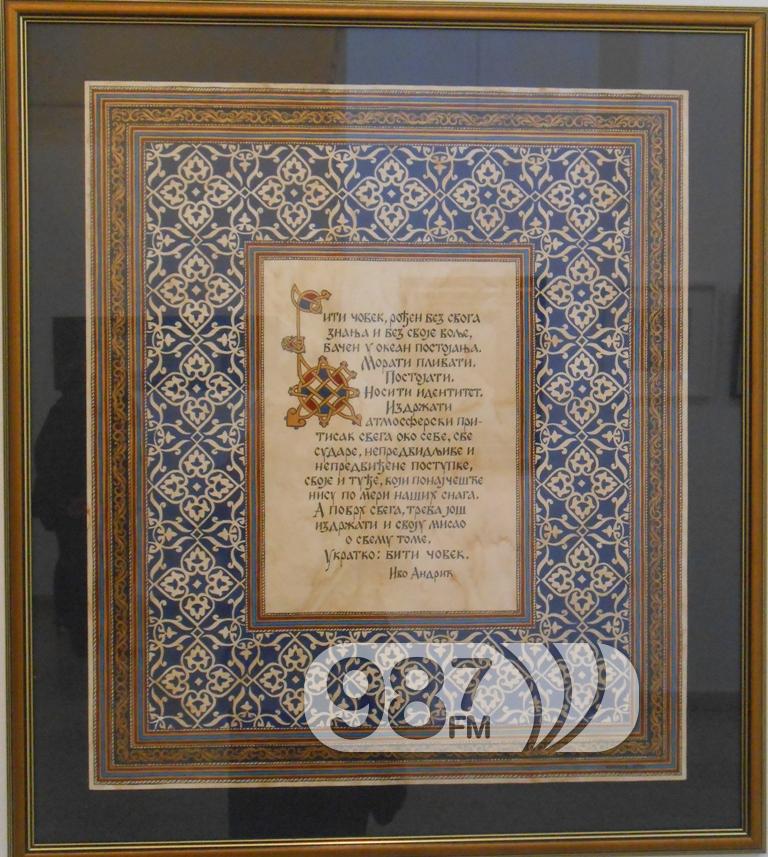 Бити човек, рођен без свога
знања и без своје воље,
бачен у океан постојања.
Морати пливати.
Постојати.
Носити идентитет.
Издржати
атмосферски при-
тисак свега око себе, све
сударе, непредвидљиве и
непредвиђене поступке,
своје и туђе, који понајчешће
нису по мери наших снага.
А поврх свега, треба још
издржати и своју мисао
о свему томе.
Укратко: бити човек.
Иво Андрић
987
FM